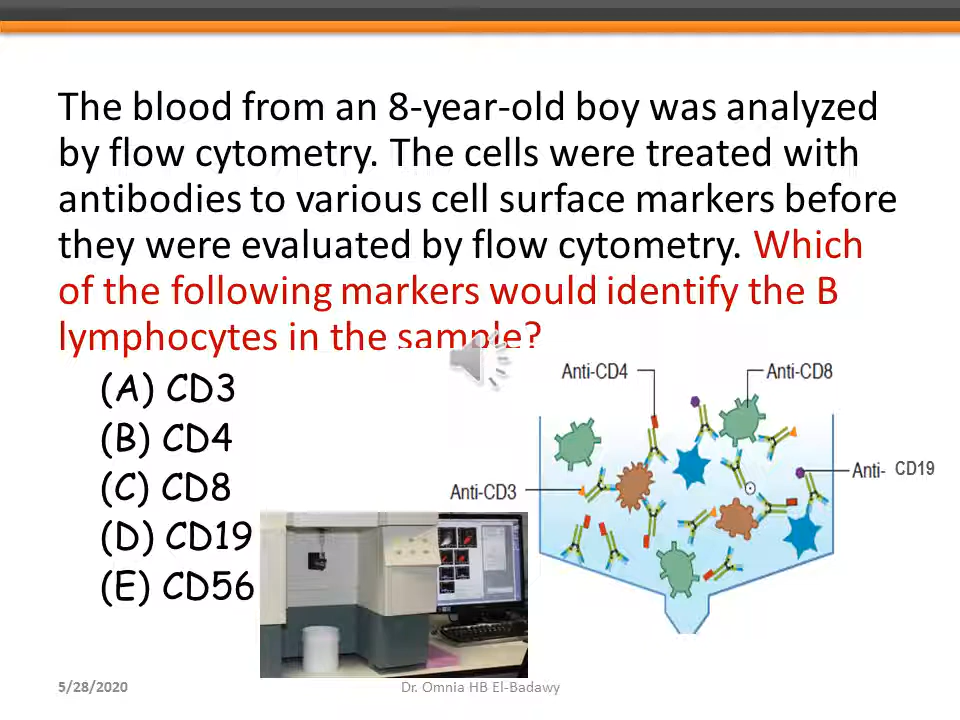 The blood from an 8-year-old boy was analyzed
by flow cytometry. The cells were treated with
antibodies to various cell surface markers before
they were evaluated by flow cytometry. Which
of the following markers would identify the B
lymphocytes in the sample?
(A) CD3
(B) CD4
(C) CD8
(D) CD19
(E) CD56
Anti-CD4
Anti-CD8
Anti-CD3
Anti- CD19
5/28/2020
Dr. Omnia HB El-Badawy